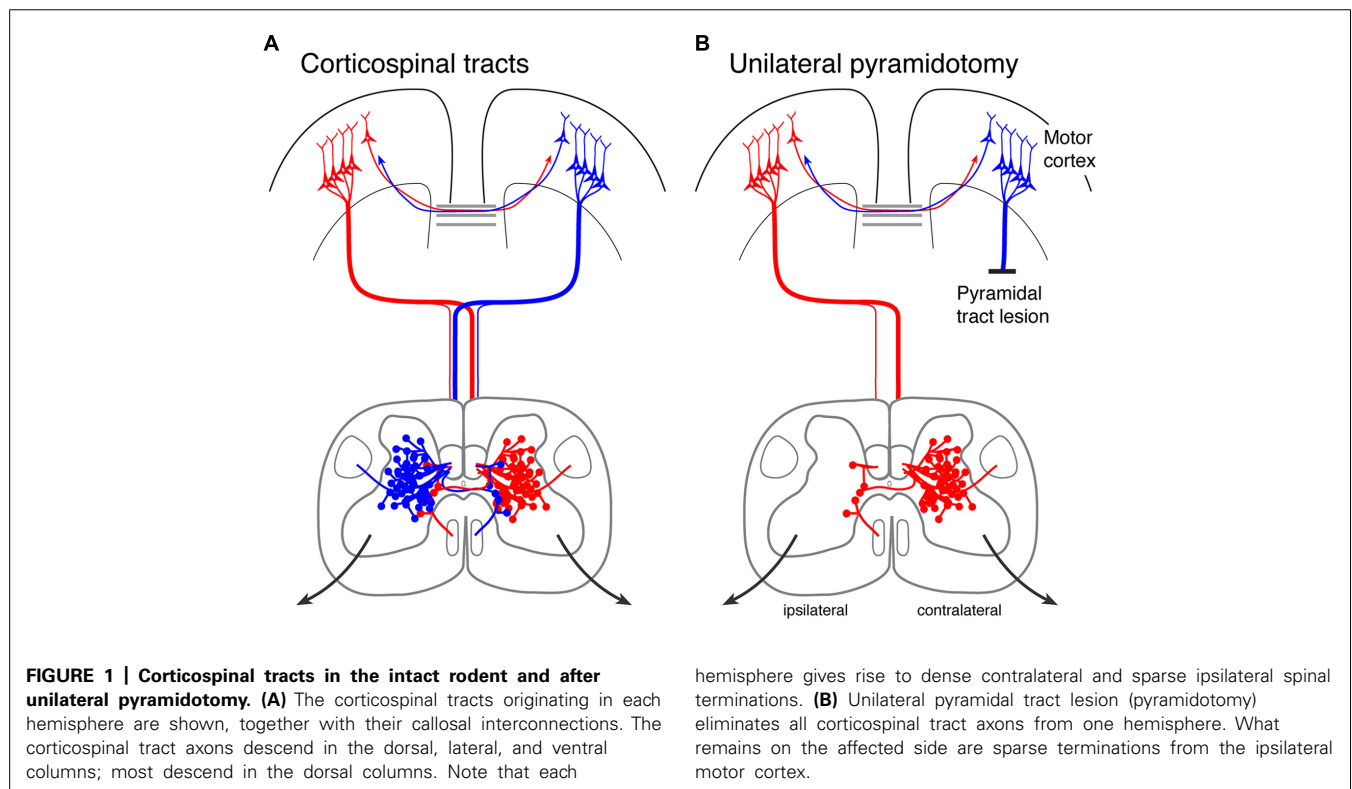 A
Corticospinal tracts
B
Unilateral pyramidotomy
Motor
cortex
Pyramidal
tract lesion
ipsilateral
contralateral
FIGURE 1 | Corticospinal tracts in the intact rodent and after
unilateral pyramidotomy. (A) The corticospinal tracts originating in each
hemisphere are shown, together with their callosal interconnections. The
corticospinal tract axons descend in the dorsal, lateral, and ventral
columns; most descend in the dorsal columns. Note that each
hemisphere gives rise to dense contralateral and sparse ipsilateral spinal
terminations. (B) Unilateral pyramidal tract lesion (pyramidotomy)
eliminates all corticospinal tract axons from one hemisphere. What
remains on the affected side are sparse terminations from the ipsilateral
motor cortex.